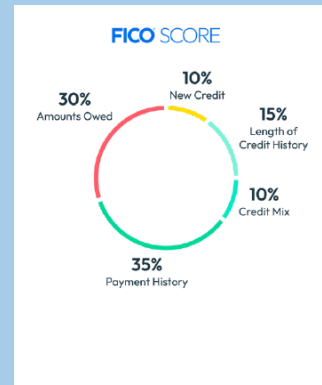 FICO SCORE
10%
New Credit
30%
Amounts Owed
15%
Length of
Credit History
10%
Credit Mix
35%
Payment History